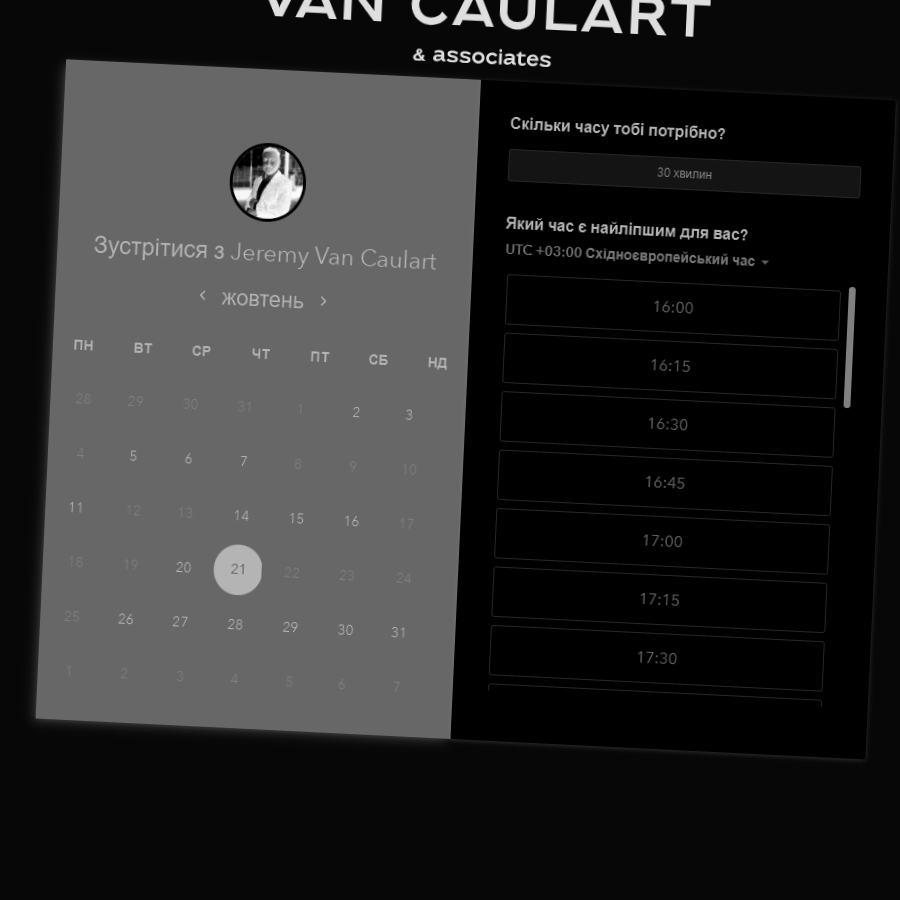 VAN CAULART
& associates
Зустрітися з Jeremy Van Caulart
жовтень
ПН ВТ СР ЧТ ПТ СБ НД
28 29 30 31 1 2 3
4 5 6 7 8 9 10
11 12 13 14 15 16 17
18 19 20 21 22 23 24
25 26 27 28 29 30 31
1 2 3 4 5 6 7
Скільки часу тобі потрібно?
30 хвилин
Який час є найліпшим для вас?
UTC +03:00 Східноєвропейський час
16:00
16:15
16:30
16:45
17:00
17:15
17:30